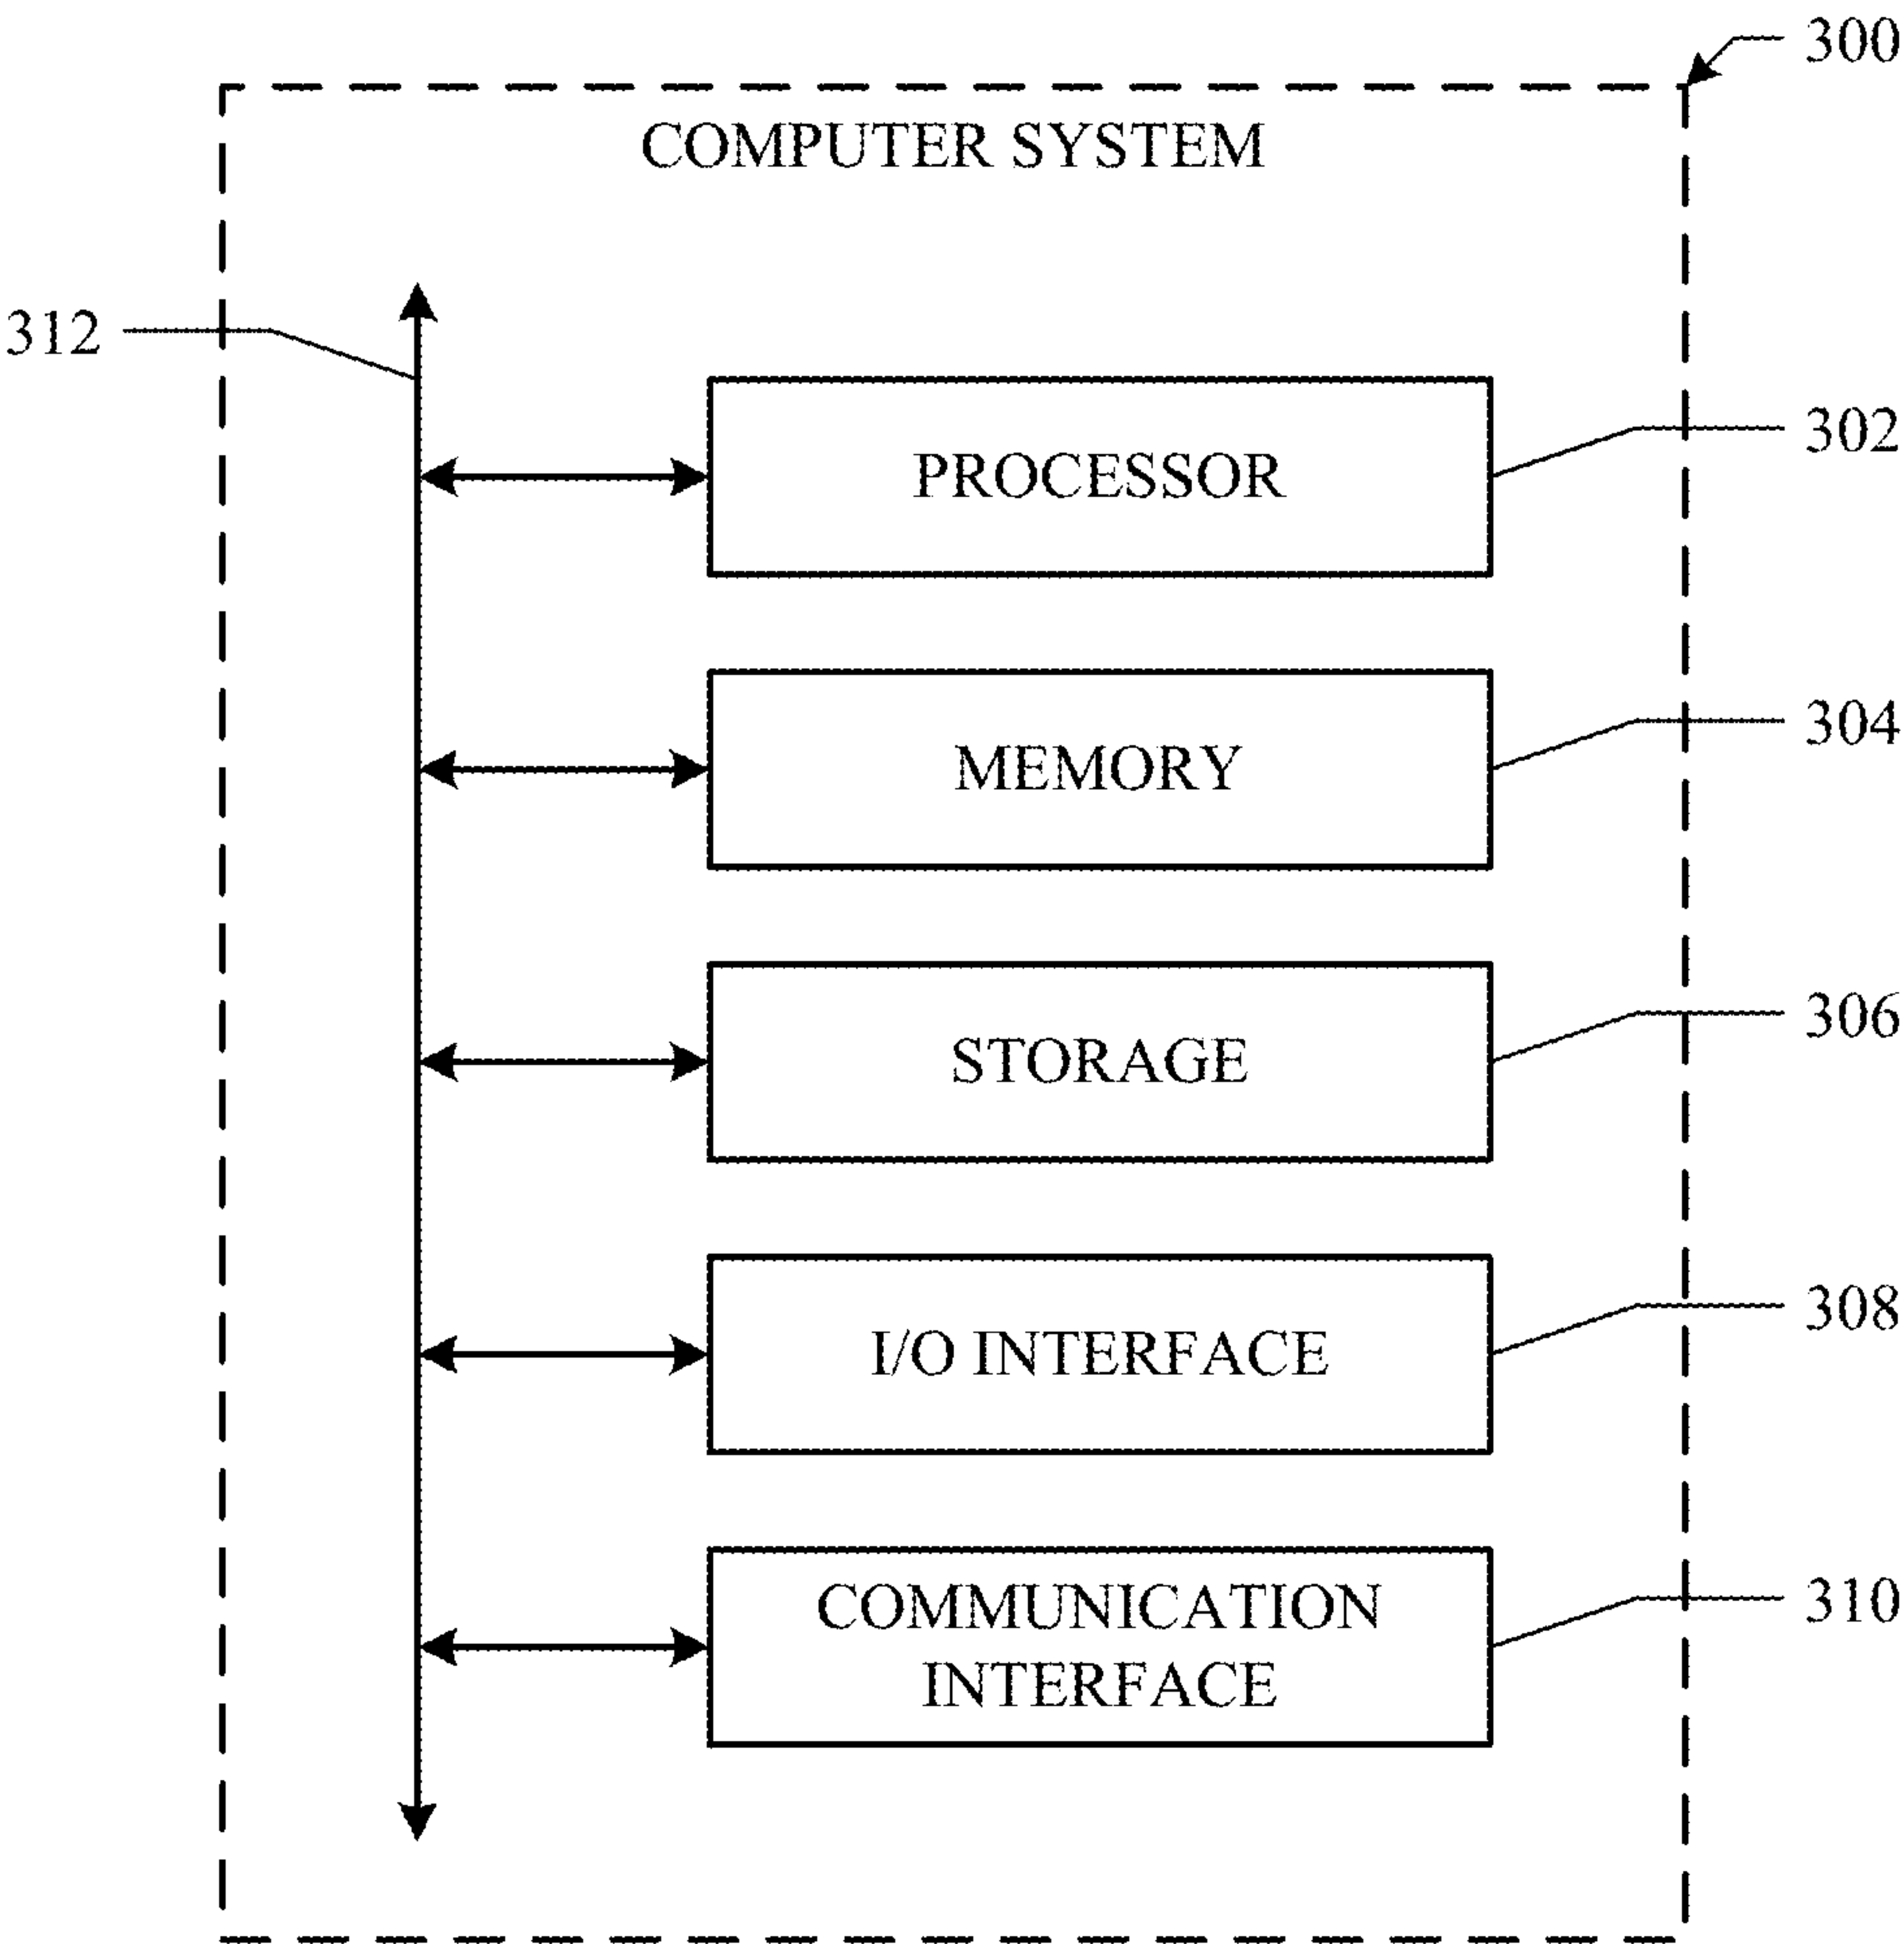 300
COMPUTER SYSTEM
312
PROCESSOR
302
MEMORY
304
STORAGE
306
I/O INTERFACE
308
COMMUNICATION
INTERFACE
310